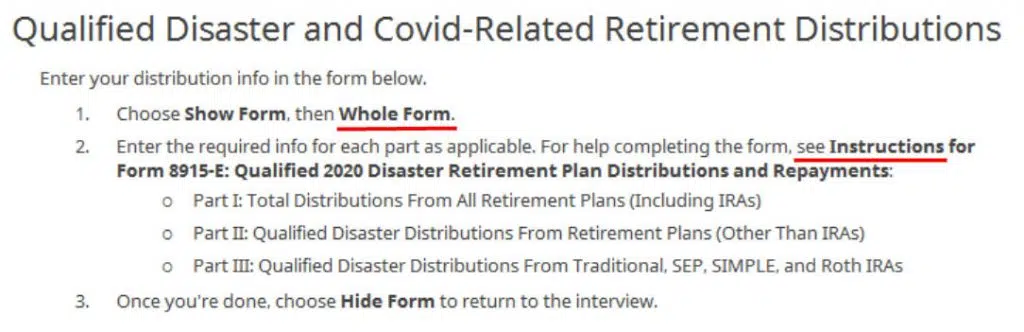 Qualified Disaster and Covid-Related Retirement Distributions
Enter your distribution info in the form below.
1. Choose Show Form, then Whole Form.
2. Enter the required info for each part as applicable. For help completing the form, see Instructions for
Form 8915-E: Qualified 2020 Disaster Retirement Plan Distributions and Repayments:
o Part I: Total Distributions From All Retirement Plans (Including IRAs)
o Part II: Qualified Disaster Distributions From Retirement Plans (Other Than IRAs)
o Part III: Qualified Disaster Distributions From Traditional, SEP, SIMPLE, and Roth IRAs
3. Once you're done, choose Hide Form to return to the interview.